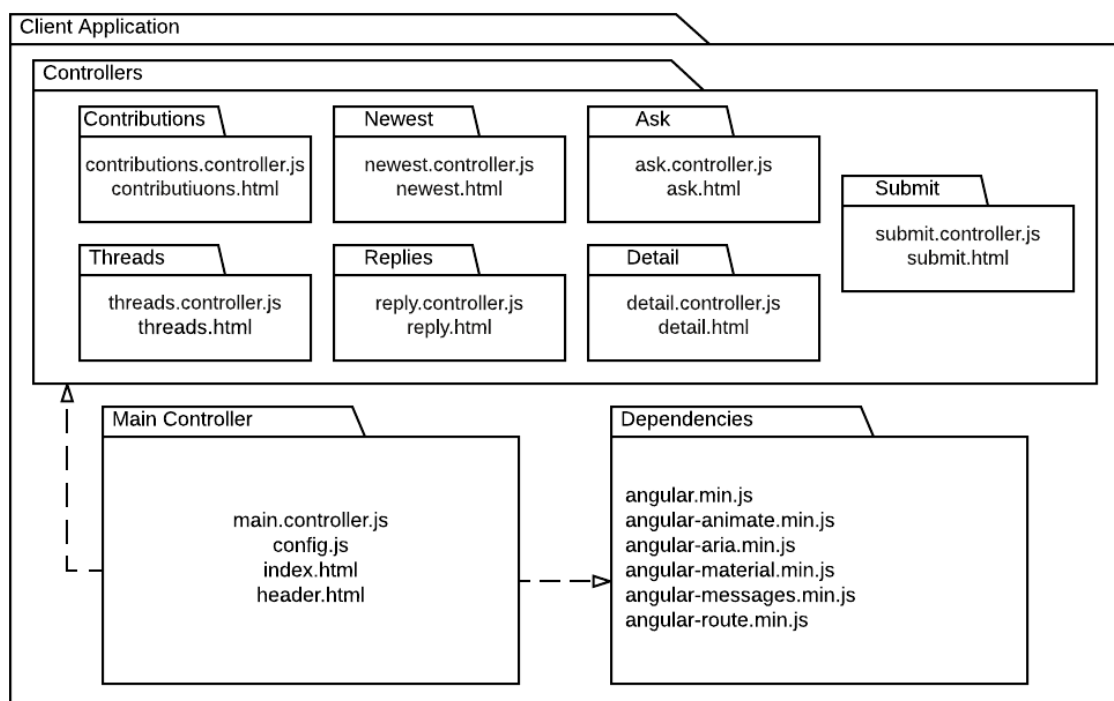 Client Application
Controllers
Contributions
contributions.controller.js
contributiuons.html
Newest
newest.controller.js
newest.html
Ask
ask.controller.js
ask.html
Submit
submit.controller.js
submit.html
Threads
threads.controller.js
threads.html
Replies
reply.controller.js
reply.html
Detail
detail.controller.js
detail.html
Main Controller
main.controller.js
config.js
index.html
header.html
Dependencies
angular.min.js
angular-animate.min.js
angular-aria.min.js
angular-material.min.js
angular-messages.min.js
angular-route.min.js